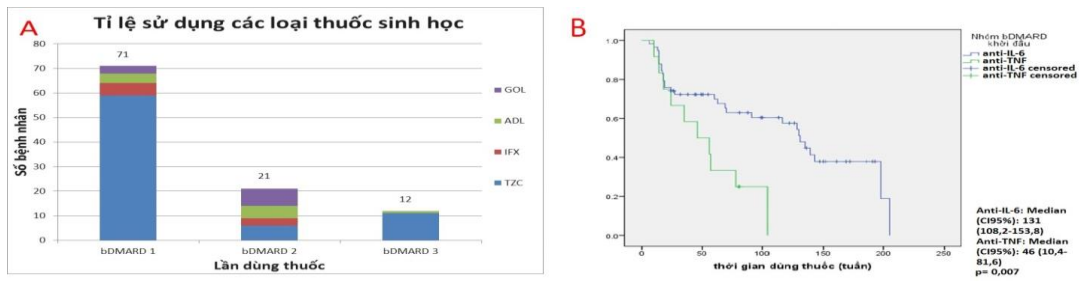 A
Tỉ lệ sử dụng các loại thuốc sinh học
Số bệnh nhân
80
70
60
50
40
30
20
10
0
71
21
12
bDMARD 1
bDMARD 2
bDMARD 3
Lần dùng thuốc
GOL
ADL
IFX
TZC
B
1.0
0.8
0.6
0.4
0.2
0.0
0
50
100
150
200
250
thời gian dùng thuốc (tuần)
Nhóm bDMARD
khởi đầu
anti-IL-6
anti-TNF
anti-IL-6 censored
anti-TNF censored
Anti-IL-6: Median
(CI95%): 131
(108,2-153,8)
Anti-TNF: Median
(CI95%): 46 (10,4-
81,6)
p= 0,007